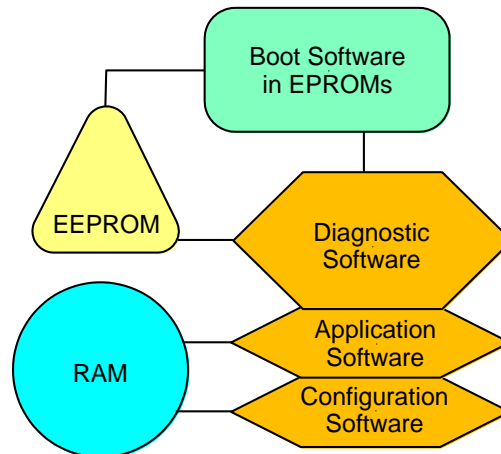 Boot Software
in EPROMs
EEPROM
Diagnostic
Software
Application
Software
RAM
Configuration
Software